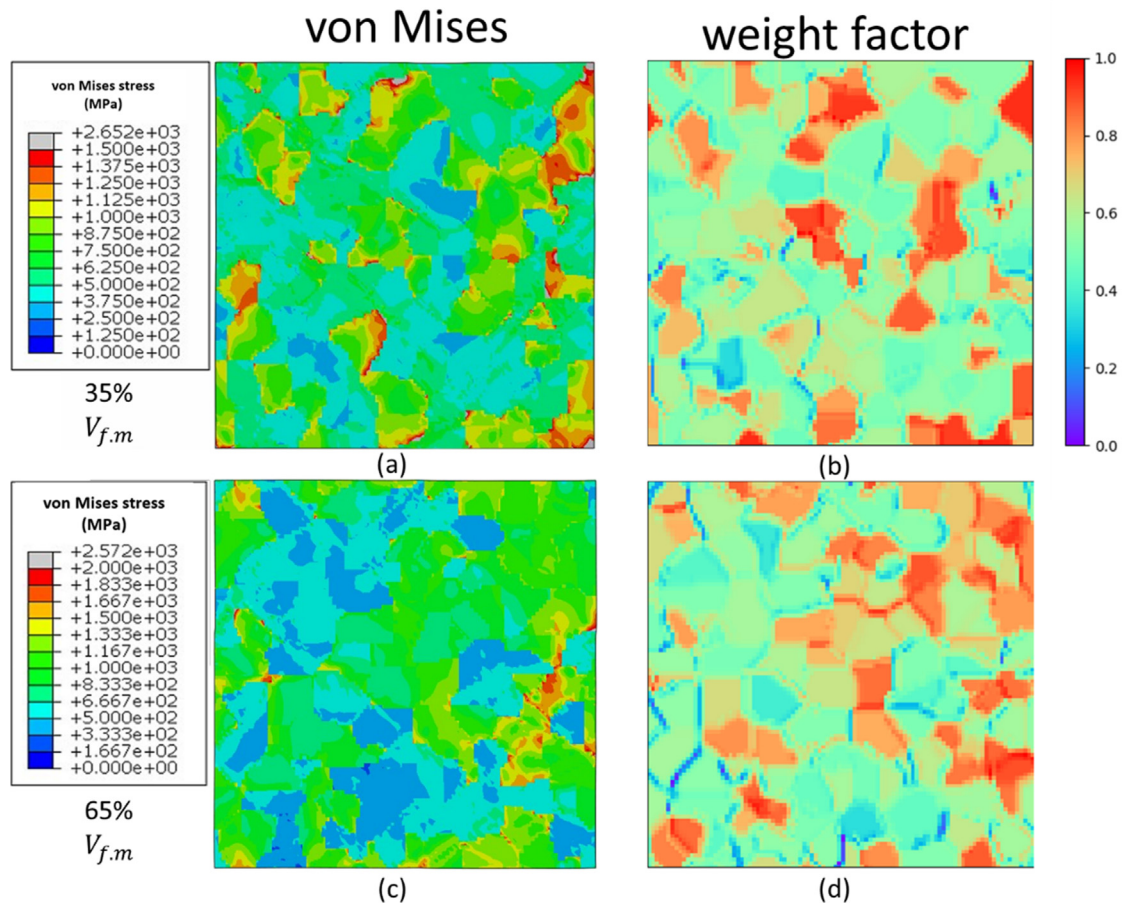 von Mises
weight factor
von Mises stress
(MPa)
+2.652e+03
+1.500e+03
+1.375e+03
+1.250e+03
+1.125e+03
+1.000e+03
+8.750e+02
+7.500e+02
+6.250e+02
+5.000e+02
+3.750e+02
+2.500e+02
+1.250e+02
+0.000e+00
35%
V_{f.m}
(a)
1.0
0.8
0.6
0.4
0.2
0.0
(b)
von Mises stress
(MPa)
+2.572e+03
+2.000e+03
+1.833e+03
+1.667e+03
+1.500e+03
+1.333e+03
+1.167e+03
+1.000e+03
+8.333e+02
+6.667e+02
+5.000e+02
+3.333e+02
+1.667e+02
+0.000e+00
65%
V_{f.m}
(c)
(d)